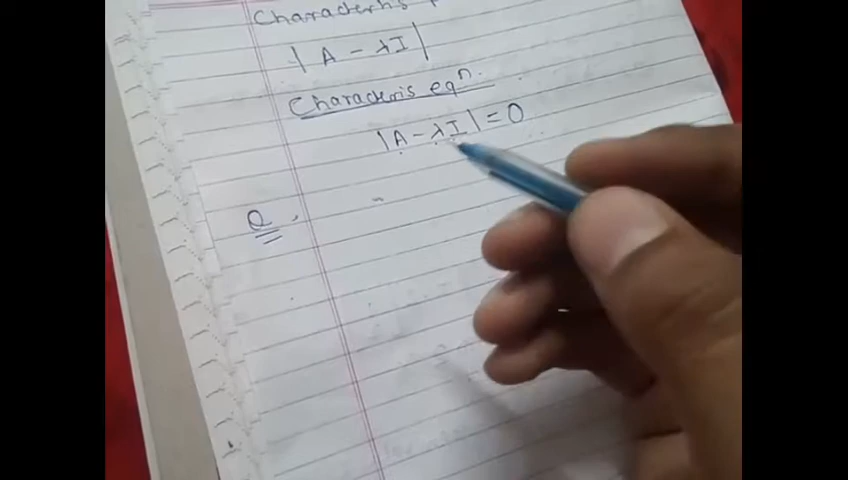 Characteris
|A - λI|
Characteris eqn.
|A - λI| = 0
Q.